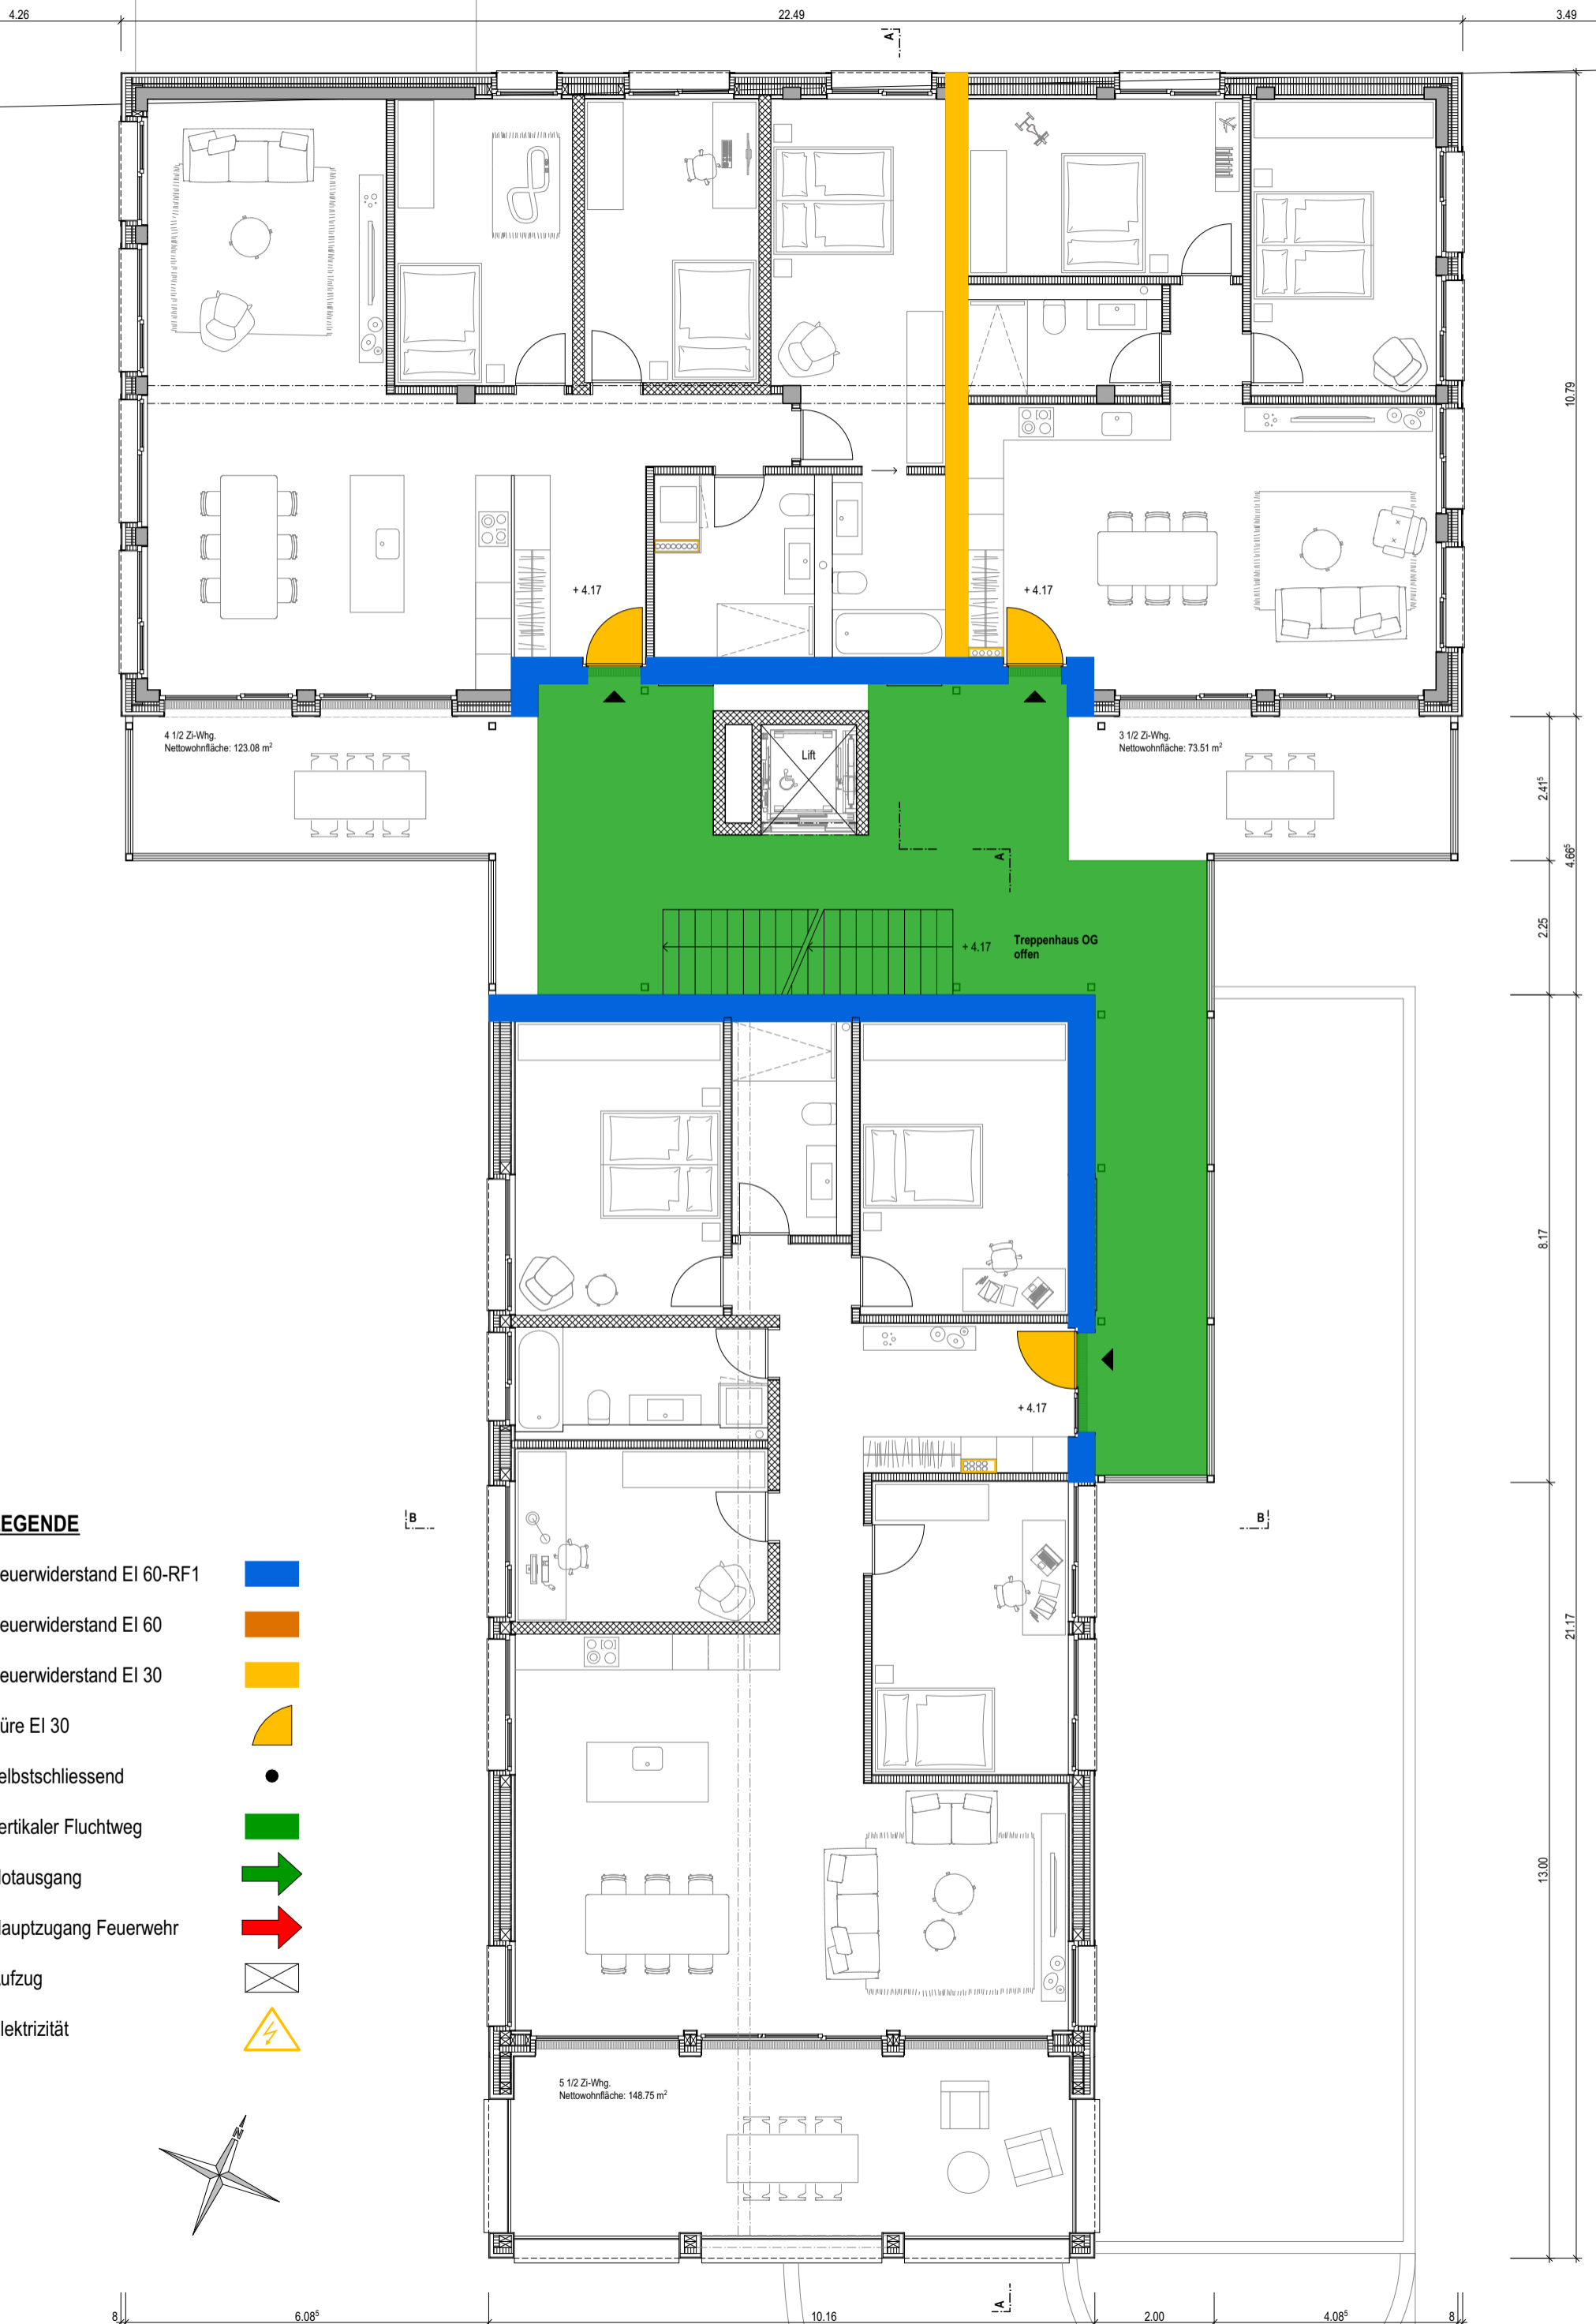 4.26
22.49
3.49
A
+ 4.17
+ 4.17
10.79
4 1/2 Zi-Whg.
Nettowohnfläche: 123.08 m²
Lift
3 1/2 Zi-Whg.
Nettowohnfläche: 73.51 m²
2.41⁵
A
4.66⁵
2.25
+ 4.17
Treppenhaus OG
offen
8.17
+ 4.17
B
B
EGENDE
euerwiderstand EI 60-RF1
euerwiderstand EI 60
euerwiderstand EI 30
üre EI 30
elbstschliessend
ertikaler Fluchtweg
lotausgang
lauptzugang Feuerwehr
ufzug
lektrizität
21.17
13.00
5 1/2 Zi-Whg.
Nettowohnfläche: 148.75 m²
N
A
8
6.08⁵
10.16
2.00
4.08⁵
8